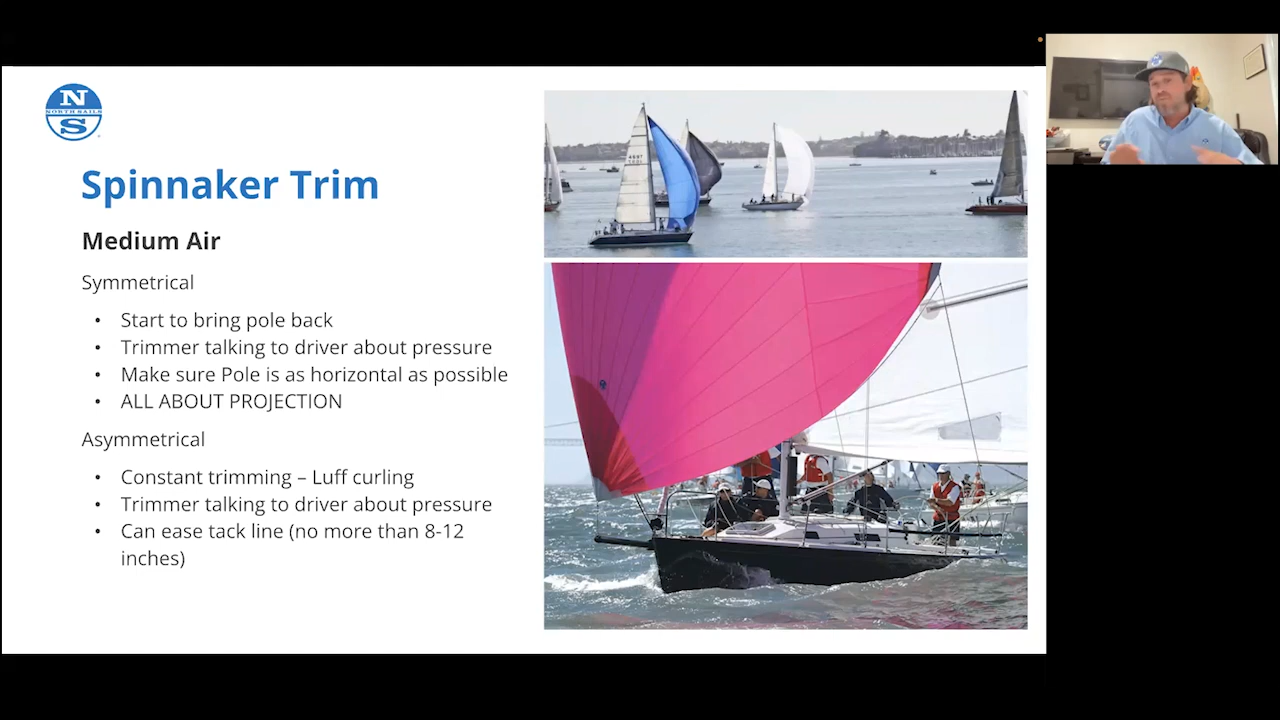 N
NORTH SAILS
S
Spinnaker Trim
Medium Air
Symmetrical
• Start to bring pole back
• Trimmer talking to driver about pressure
• Make sure Pole is as horizontal as possible
• ALL ABOUT PROJECTION
Asymmetrical
• Constant trimming – Luff curling
• Trimmer talking to driver about pressure
• Can ease tack line (no more than 8-12
inches)